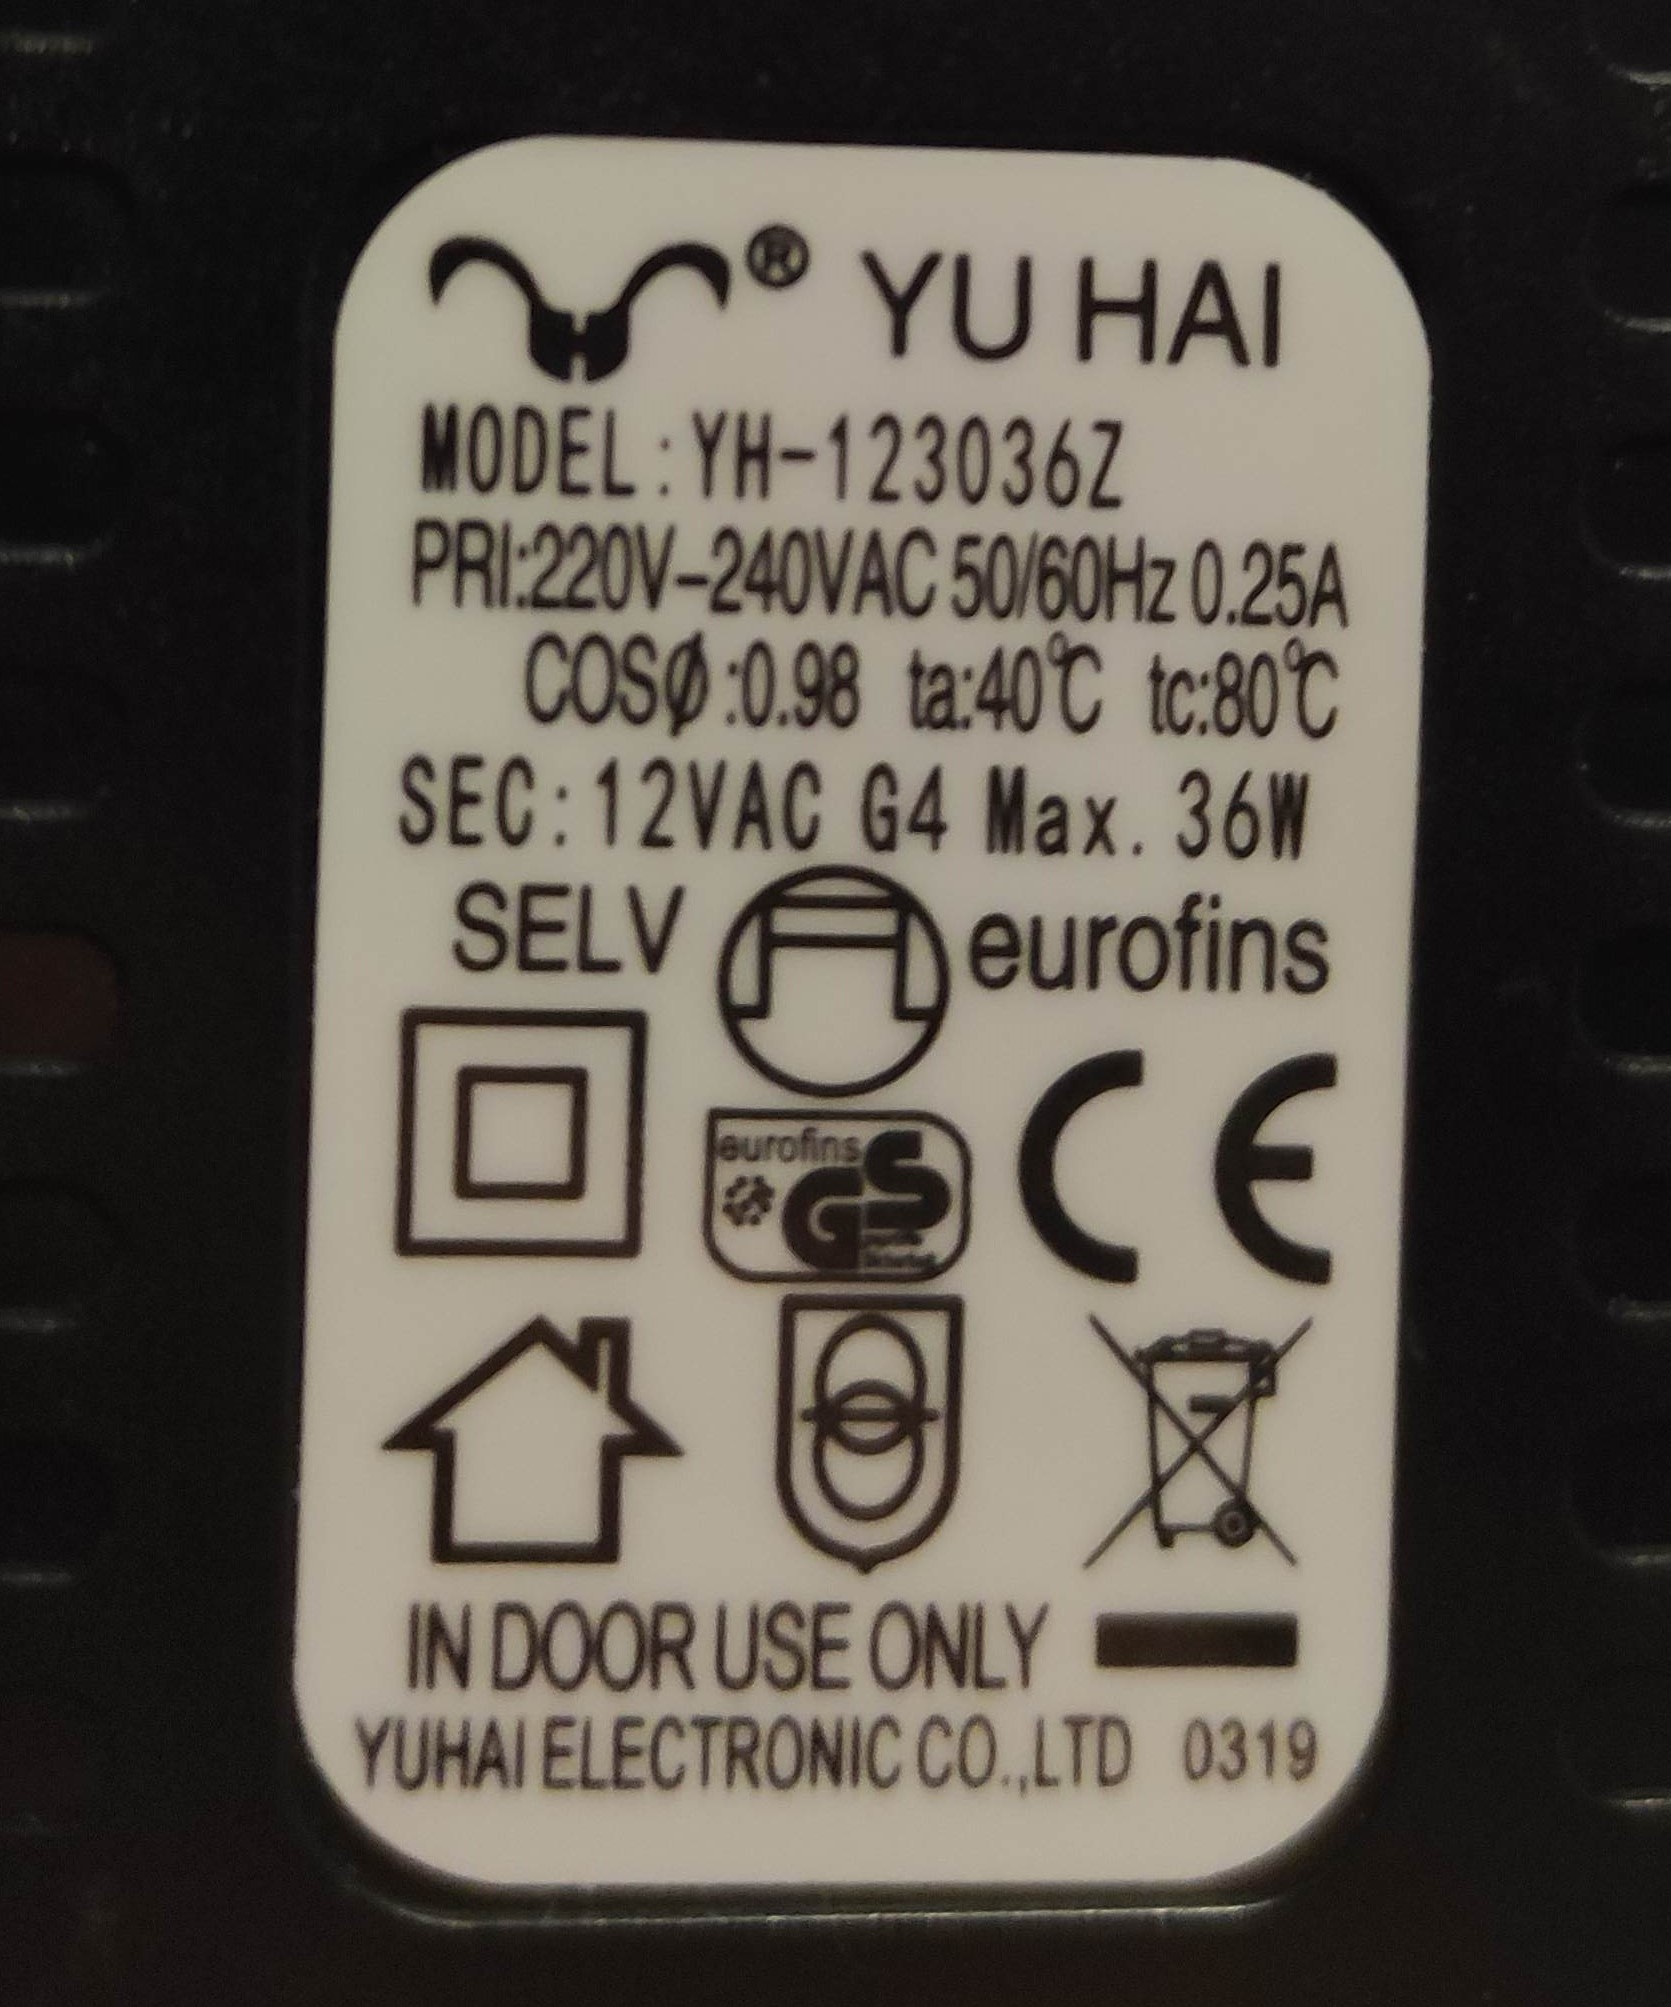 ® YU HAI
MODEL:YH-123036Z
PRI:220V-240VAC 50/60Hz 0.25A
COSØ:0.98 ta:40℃ tc:80℃
SEC:12VAC G4 Max. 36W
SELV eurofins
eurofins
GS
CE
IN DOOR USE ONLY
YUHAI ELECTRONIC CO.,LTD 0319